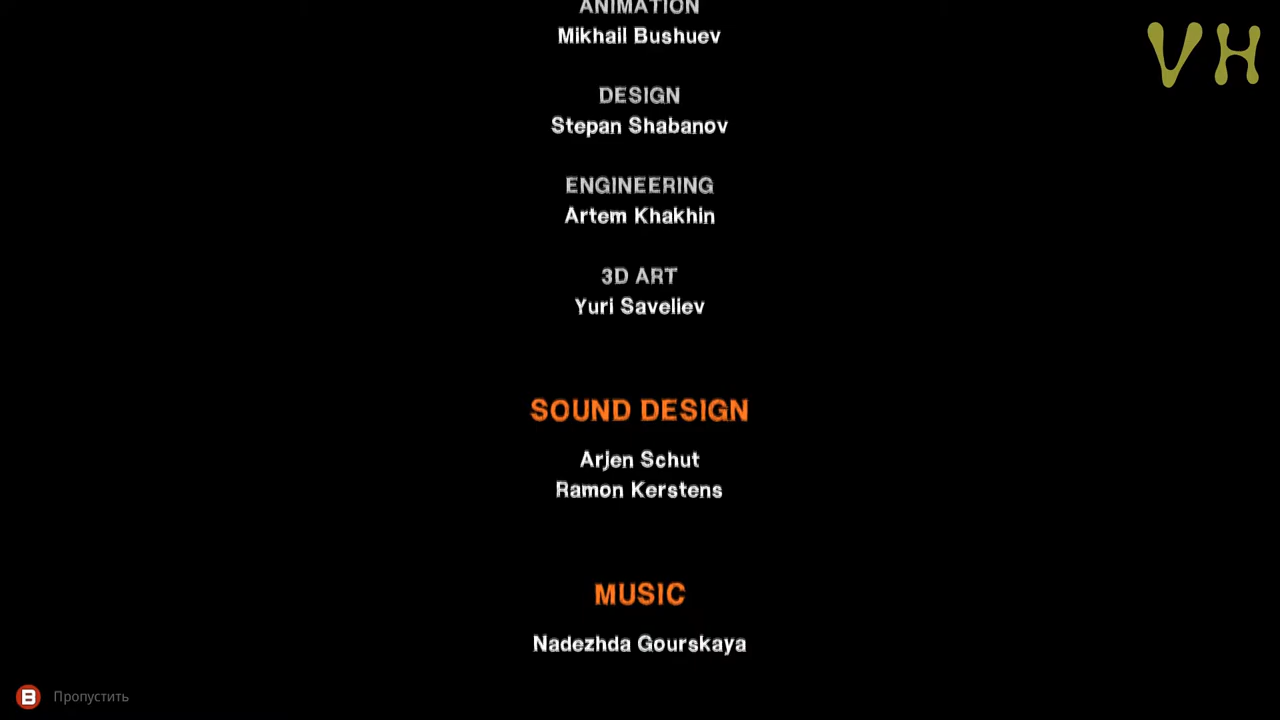 ANIMATION
Mikhail Bushuev
DESIGN
Stepan Shabanov
ENGINEERING
Artem Khakhin
3D ART
Yuri Saveliev
SOUND DESIGN
Arjen Schut
Ramon Kerstens
MUSIC
Nadezhda Gourskaya
VH
B Пропустить